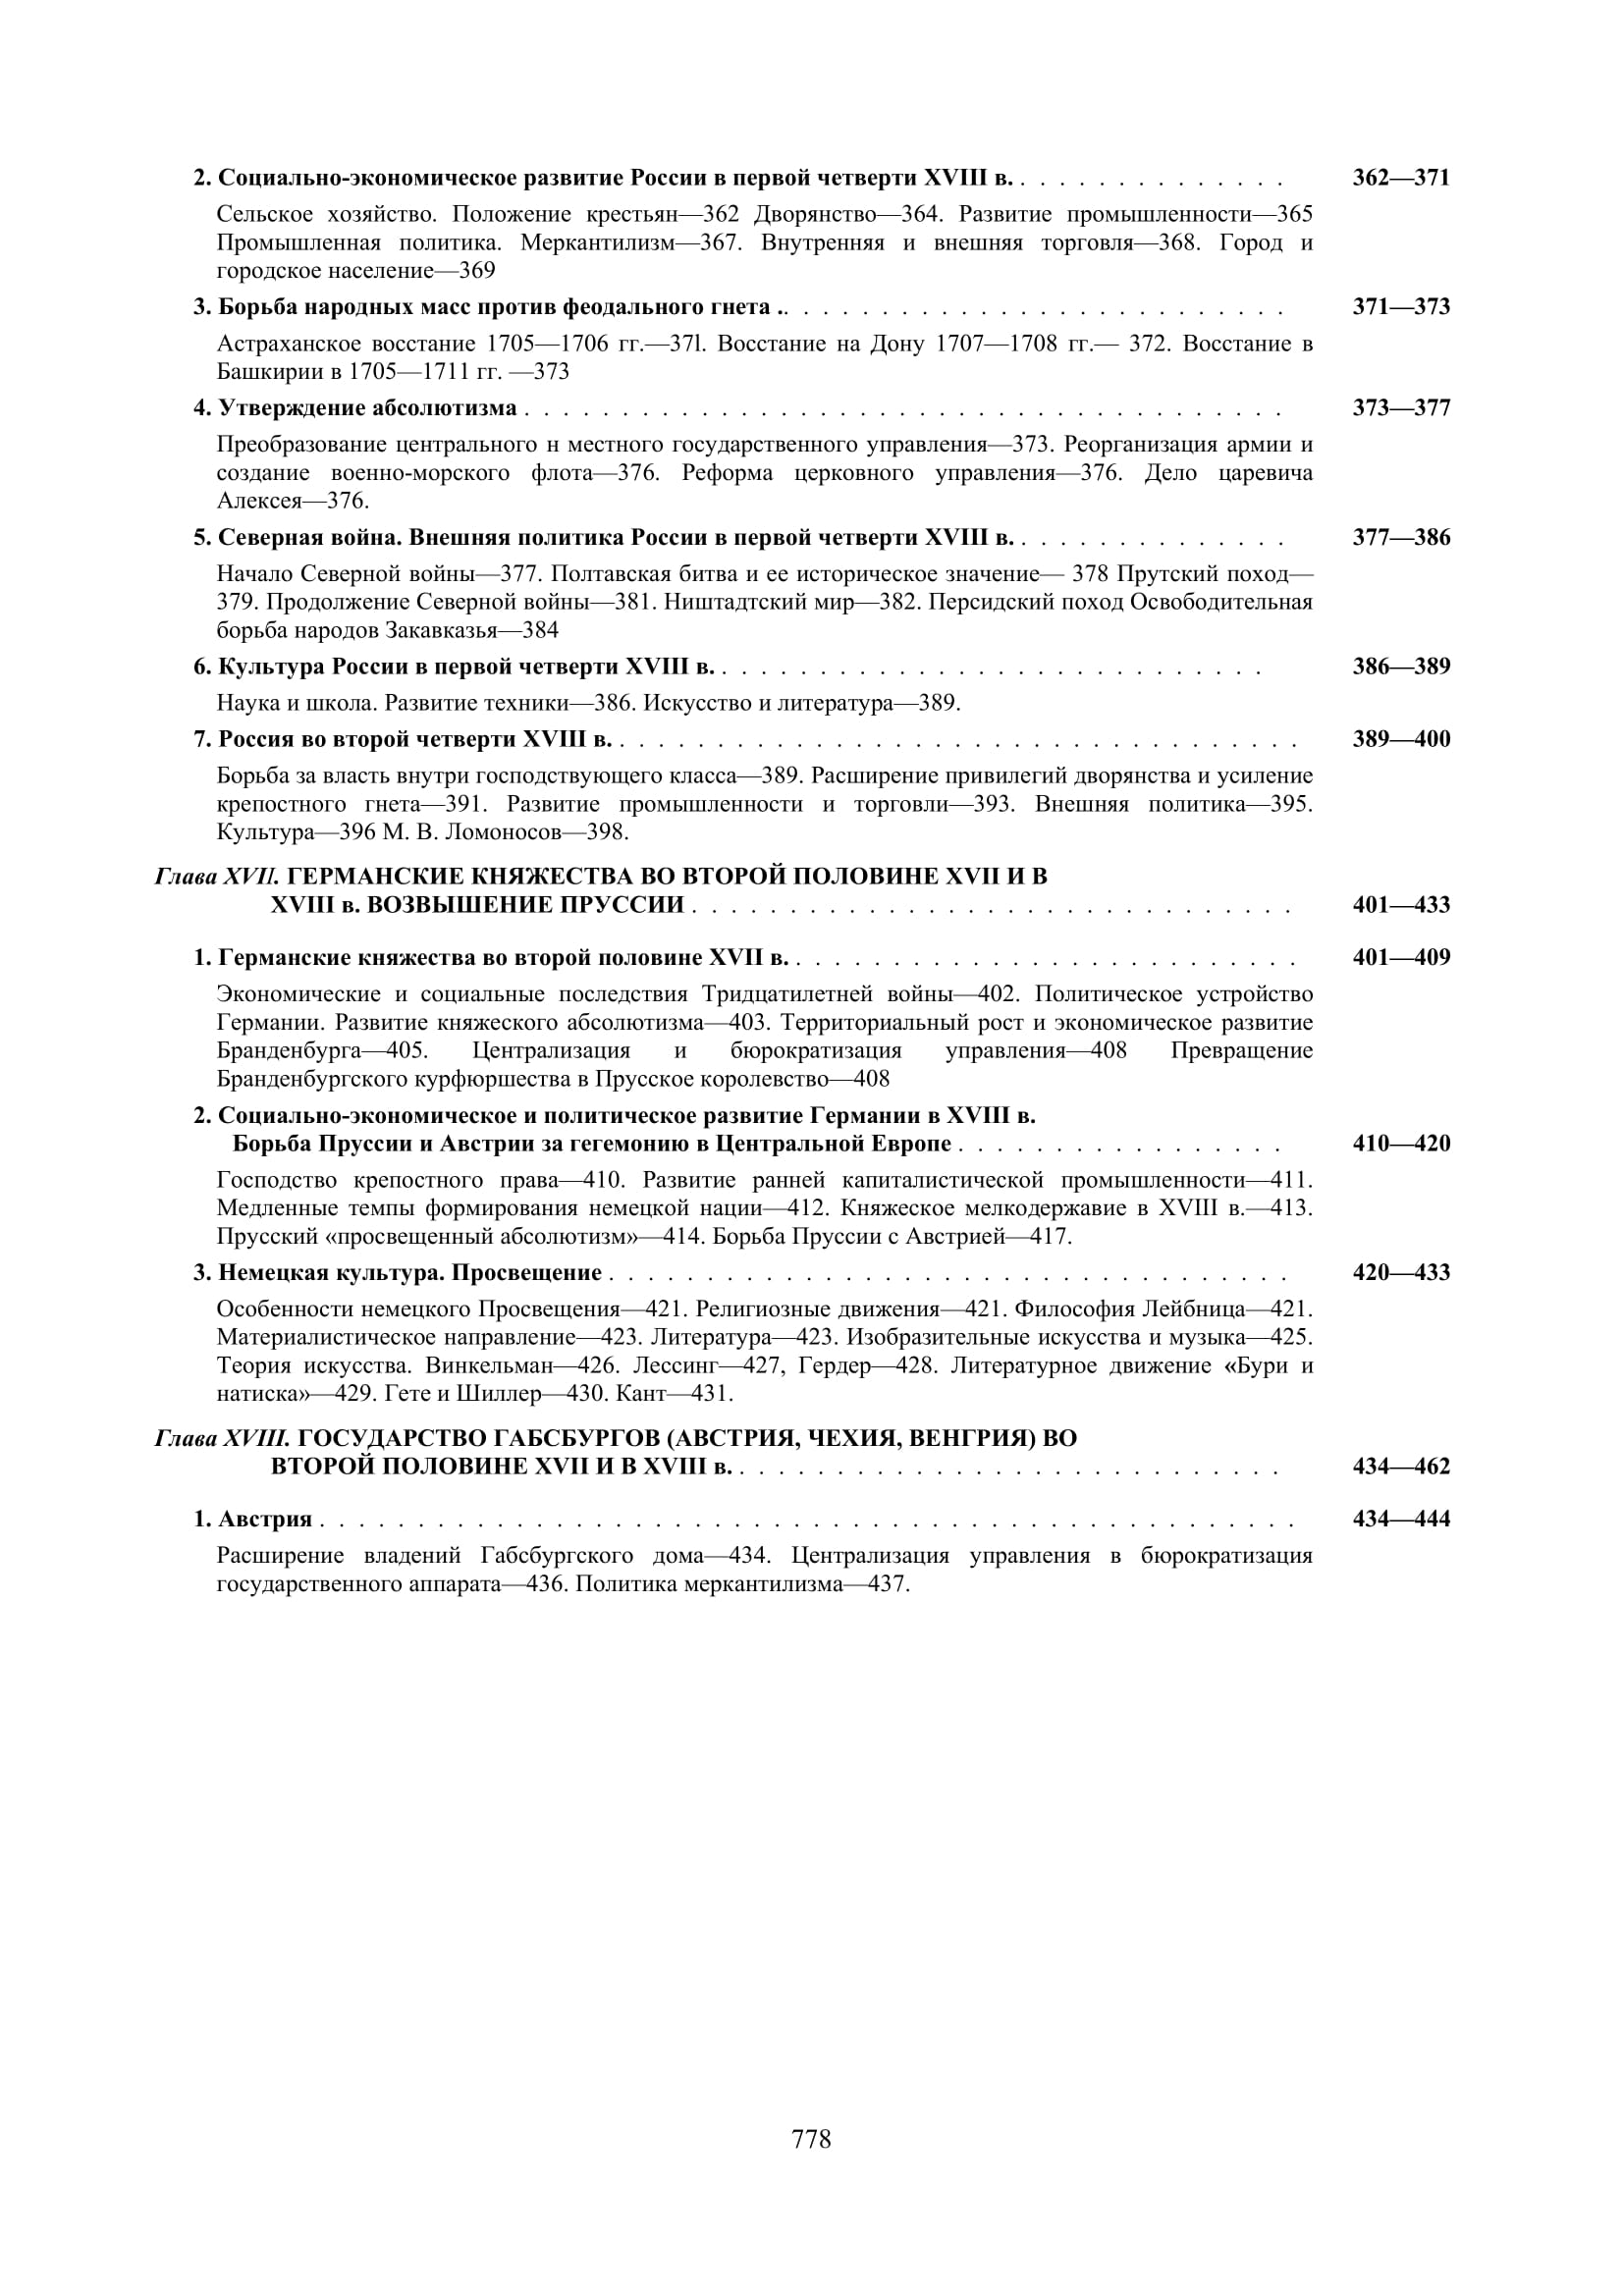 2. Социально-экономическое развитие России в первой четверти XVIII в. . . . . . . . . . . . . . . 362—371
Сельское хозяйство. Положение крестьян—362 Дворянство—364. Развитие промышленности—365
Промышленная политика. Меркантилизм—367. Внутренняя и внешняя торговля—368. Город и
городское население—369
3. Борьба народных масс против феодального гнета . . . . . . . . . . . . . . . . . . . . . . . . . . . 371—373
Астраханское восстание 1705—1706 гг.—37l. Восстание на Дону 1707—1708 гг.— 372. Восстание в
Башкирии в 1705—1711 гг. —373
4. Утверждение абсолютизма . . . . . . . . . . . . . . . . . . . . . . . . . . . . . . . . . . . . . . . 373—377
Преобразование центрального н местного государственного управления—373. Реорганизация армии и
создание военно-морского флота—376. Реформа церковного управления—376. Дело царевича
Алексея—376.
5. Северная война. Внешняя политика России в первой четверти XVIII в. . . . . . . . . . . . . . . 377—386
Начало Северной войны—377. Полтавская битва и ее историческое значение— 378 Прутский поход—
379. Продолжение Северной войны—381. Ништадтский мир—382. Персидский поход Освободительная
борьба народов Закавказья—384
6. Культура России в первой четверти XVIII в. . . . . . . . . . . . . . . . . . . . . . . . . . . . . 386—389
Наука и школа. Развитие техники—386. Искусство и литература—389.
7. Россия во второй четверти XVIII в. . . . . . . . . . . . . . . . . . . . . . . . . . . . . . . . . . . . 389—400
Борьба за власть внутри господствующего класса—389. Расширение привилегий дворянства и усиление
крепостного гнета—391. Развитие промышленности и торговли—393. Внешняя политика—395.
Культура—396 М. В. Ломоносов—398.
Глава XVII. ГЕРМАНСКИЕ КНЯЖЕСТВА ВО ВТОРОЙ ПОЛОВИНЕ XVII И В
XVIII в. ВОЗВЫШЕНИЕ ПРУССИИ . . . . . . . . . . . . . . . . . . . . . . . . . . . . . . . 401—433
1. Германские княжества во второй половине XVII в. . . . . . . . . . . . . . . . . . . . . . . . . . . 401—409
Экономические и социальные последствия Тридцатилетней войны—402. Политическое устройство
Германии. Развитие княжеского абсолютизма—403. Территориальный рост и экономическое развитие
Бранденбурга—405. Централизация и бюрократизация управления—408 Превращение
Бранденбургского курфюршества в Прусское королевство—408
2. Социально-экономическое и политическое развитие Германии в XVIII в.
Борьба Пруссии и Австрии за гегемонию в Центральной Европе . . . . . . . . . . . . . . . . . 410—420
Господство крепостного права—410. Развитие ранней капиталистической промышленности—411.
Медленные темпы формирования немецкой нации—412. Княжеское мелкодержавие в XVIII в.—413.
Прусский «просвещенный абсолютизм»—414. Борьба Пруссии с Австрией—417.
3. Немецкая культура. Просвещение . . . . . . . . . . . . . . . . . . . . . . . . . . . . . . . . . . . 420—433
Особенности немецкого Просвещения—421. Религиозные движения—421. Философия Лейбница—421.
Материалистическое направление—423. Литература—423. Изобразительные искусства и музыка—425.
Теория искусства. Винкельман—426. Лессинг—427, Гердер—428. Литературное движение «Бури и
натиска»—429. Гете и Шиллер—430. Кант—431.
Глава XVIII. ГОСУДАРСТВО ГАБСБУРГОВ (АВСТРИЯ, ЧЕХИЯ, ВЕНГРИЯ) ВО
ВТОРОЙ ПОЛОВИНЕ XVII И В XVIII в. . . . . . . . . . . . . . . . . . . . . . . . . . . . . 434—462
1. Австрия . . . . . . . . . . . . . . . . . . . . . . . . . . . . . . . . . . . . . . . . . . . . . . . . . . 434—444
Расширение владений Габсбургского дома—434. Централизация управления в бюрократизация
государственного аппарата—436. Политика меркантилизма—437.
778